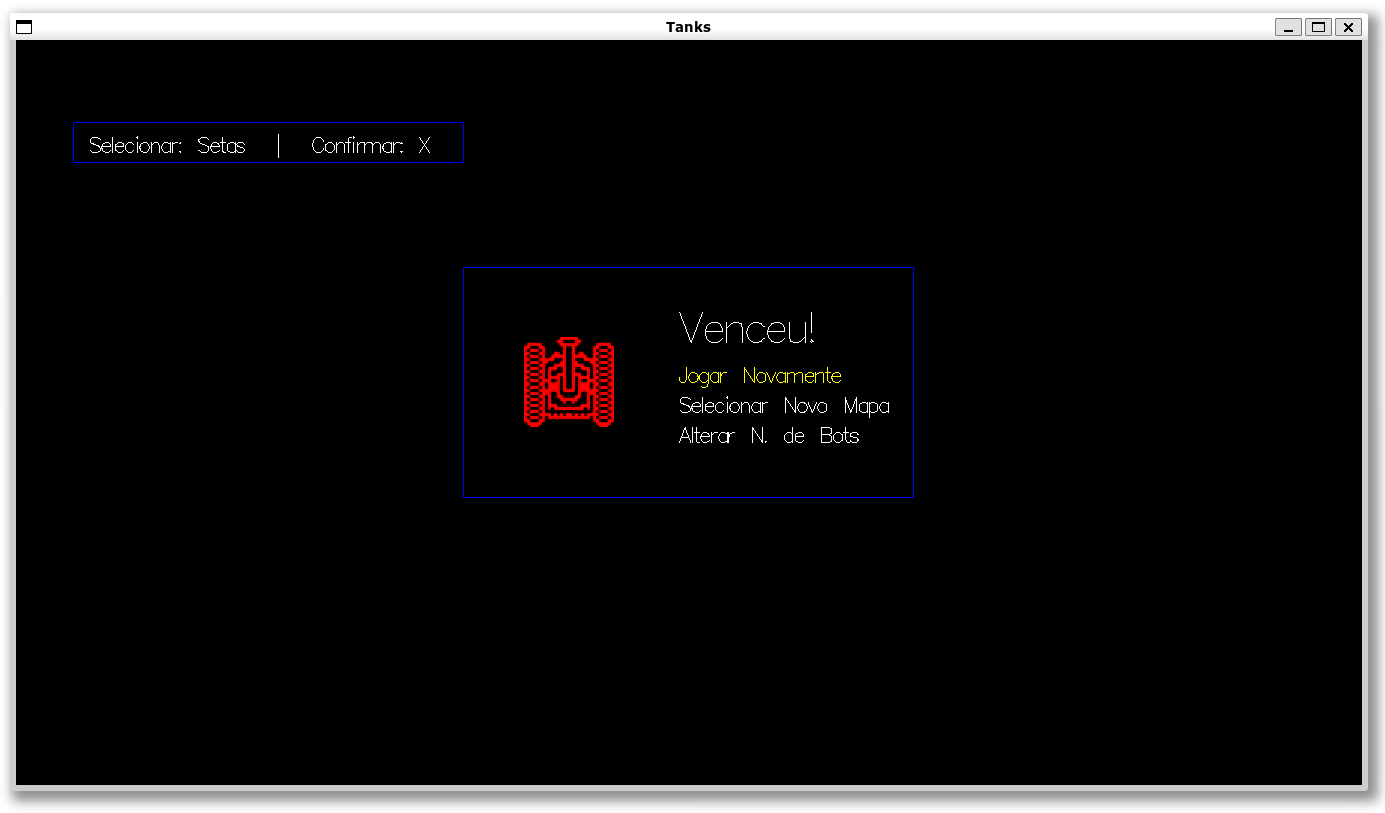 Tanks
Selecionar: Setas | Confirmar: X
Venceu!
Jogar Novamente
Selecionar Novo Mapa
Alterar N. de Bots